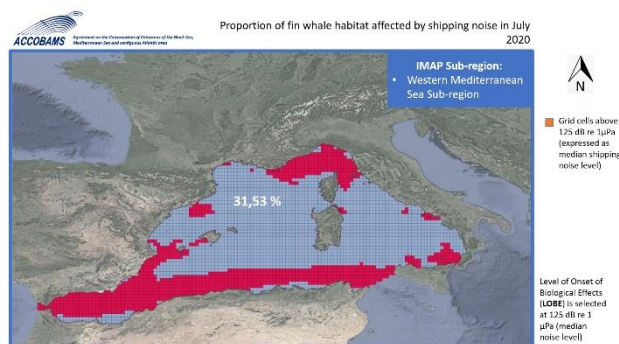 Proportion of fin whale habitat affected by shipping noise in July
2020
ACCOBAMS
Agreement on the Conservation of Cetaceans of the Black Sea,
Mediterranean Sea and contiguous Atlantic area
IMAP Sub-region:
• Western Mediterranean
Sea Sub-region
N
Grid cells above
125 dB re 1µPa
(expressed as
median shipping
noise level)
31,53 %
Level of Onset of
Biological Effects
(LOBE) is selected
at 125 dB re 1
µPa (median
noise level)